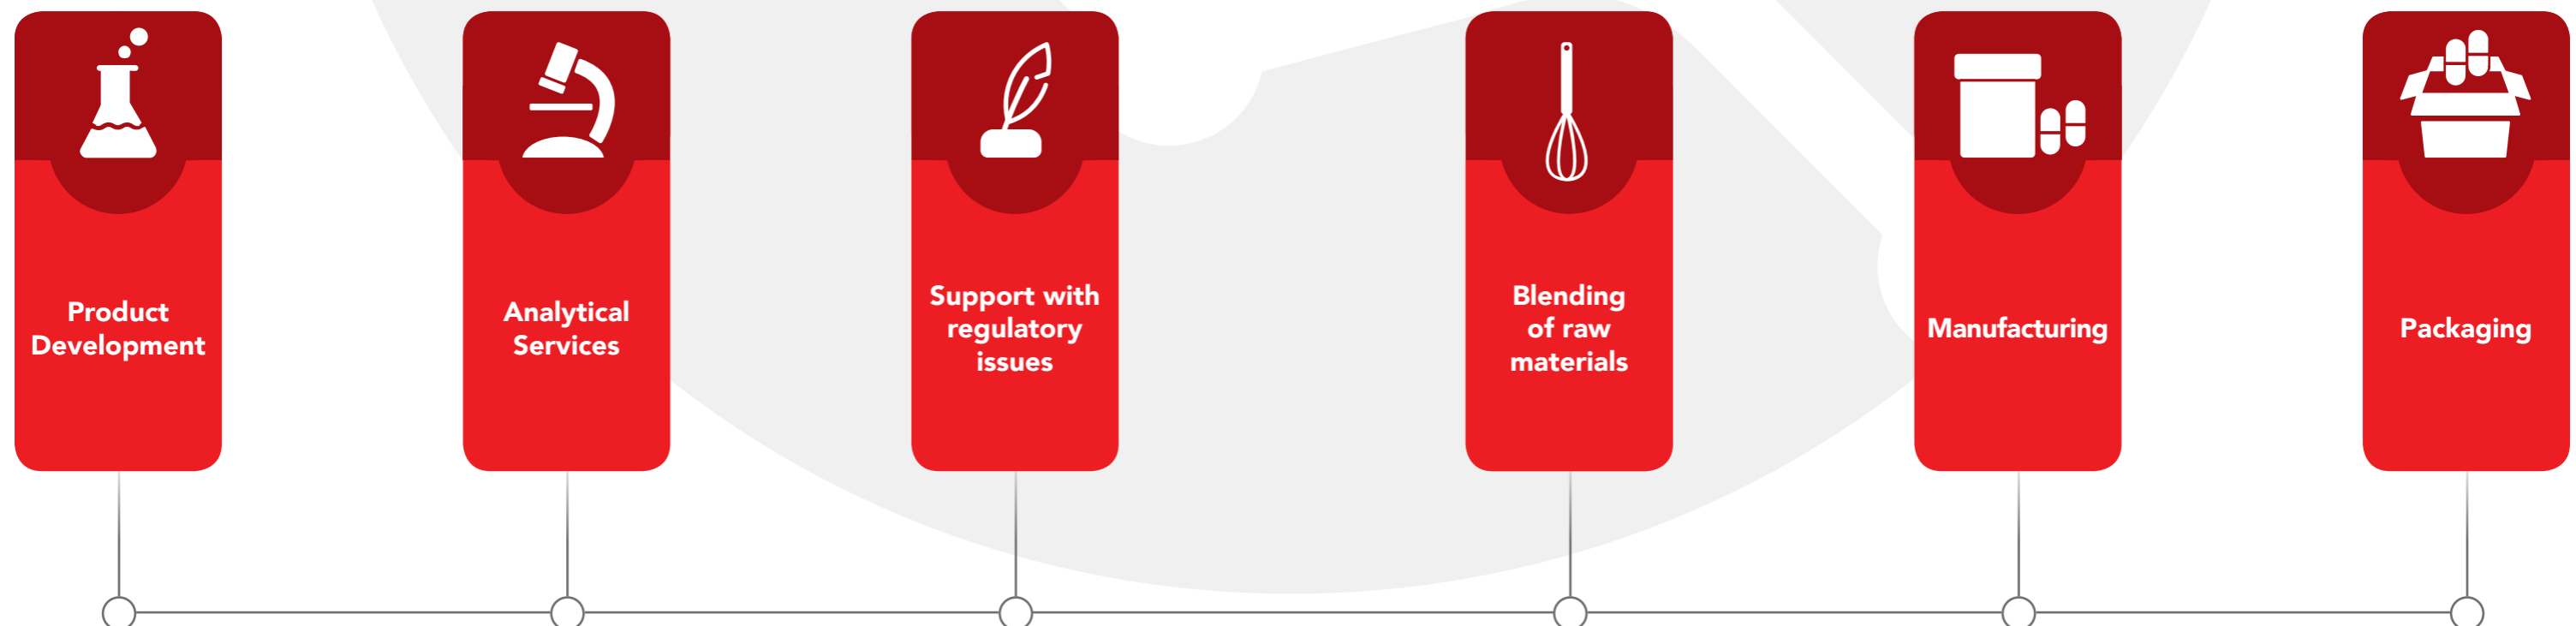 Product
Development
Analytical
Services
Support with
regulatory
issues
Blending
of raw
materials
Manufacturing
Packaging